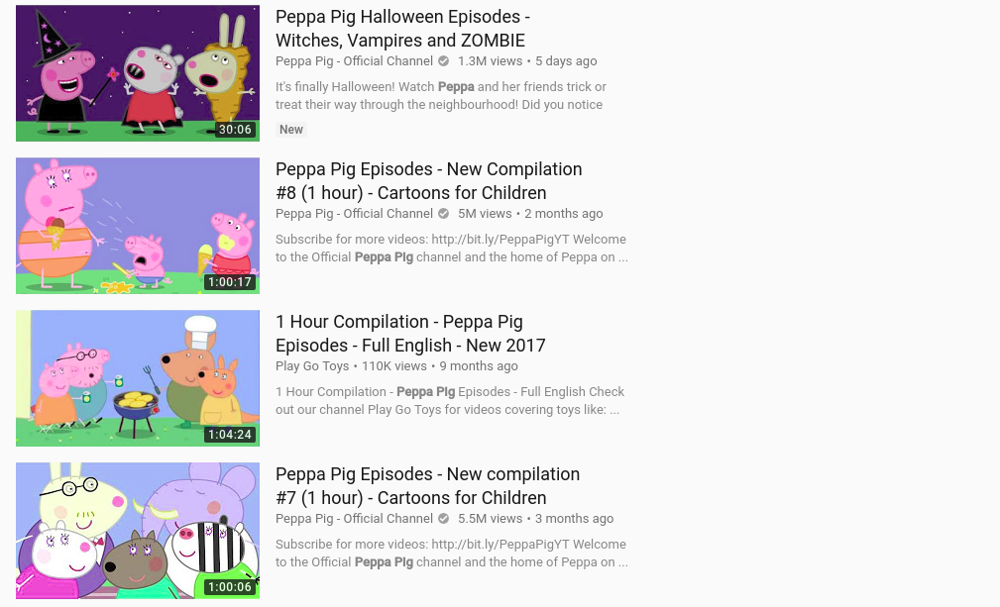 Peppa Pig Halloween Episodes -
Witches, Vampires and ZOMBIE
Peppa Pig - Official Channel 1.3M views • 5 days ago
It's finally Halloween! Watch Peppa and her friends trick or
treat their way through the neighbourhood! Did you notice
30:06
New
Peppa Pig Episodes - New Compilation
#8 (1 hour) - Cartoons for Children
Peppa Pig - Official Channel 5M views • 2 months ago
Subscribe for more videos: http://bit.ly/PeppaPigYT Welcome
to the Official Peppa Pig channel and the home of Peppa on ...
1:00:17
1 Hour Compilation - Peppa Pig
Episodes - Full English - New 2017
Play Go Toys • 110K views • 9 months ago
1 Hour Compilation - Peppa Pig Episodes - Full English Check
out our channel Play Go Toys for videos covering toys like: ...
1:04:24
Peppa Pig Episodes - New compilation
#7 (1 hour) - Cartoons for Children
Peppa Pig - Official Channel 5.5M views • 3 months ago
Subscribe for more videos: http://bit.ly/PeppaPigYT Welcome
to the Official Peppa Pig channel and the home of Peppa on ...
1:00:06